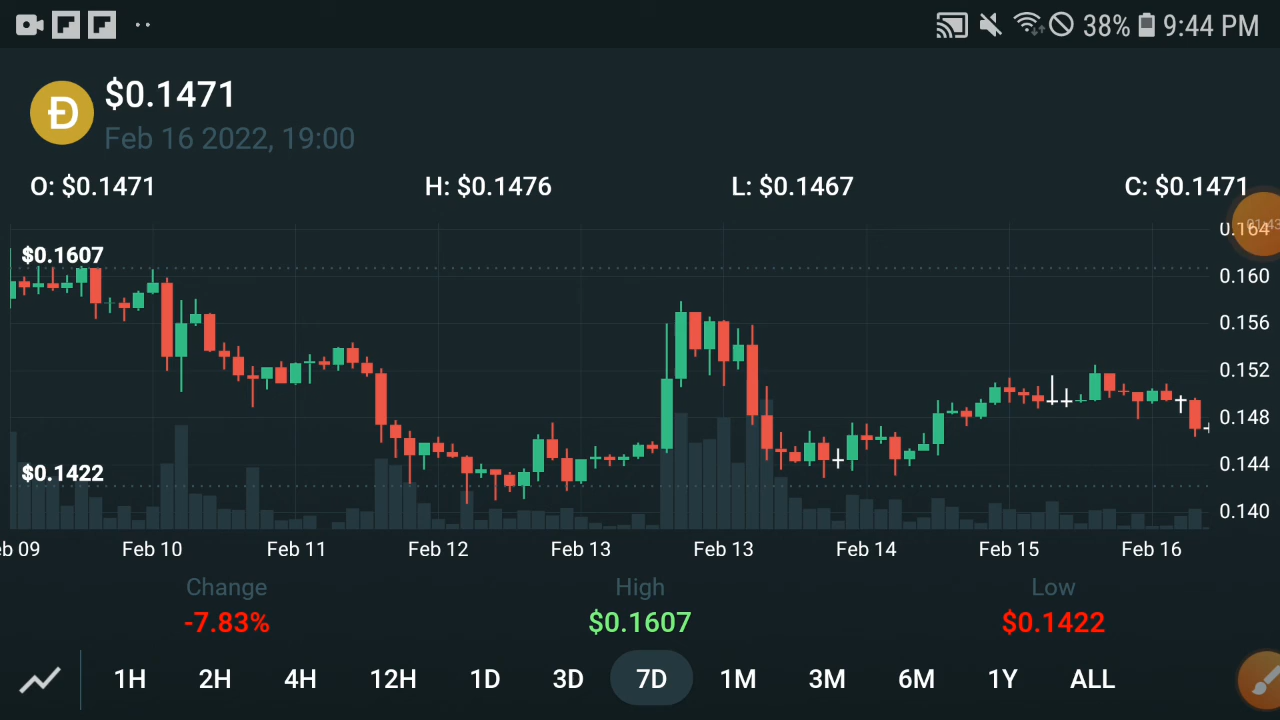 38% 9:44 PM
Đ
$0.1471
Feb 16 2022, 19:00
O: $0.1471 H: $0.1476 L: $0.1467 C: $0.1471
01:43
0.164
$0.1607
0.160
0.156
0.152
0.148
0.144
$0.1422
0.140
b 09 Feb 10 Feb 11 Feb 12 Feb 13 Feb 13 Feb 14 Feb 15 Feb 16
Change High Low
-7.83% $0.1607 $0.1422
1H 2H 4H 12H 1D 3D 7D 1M 3M 6M 1Y ALL